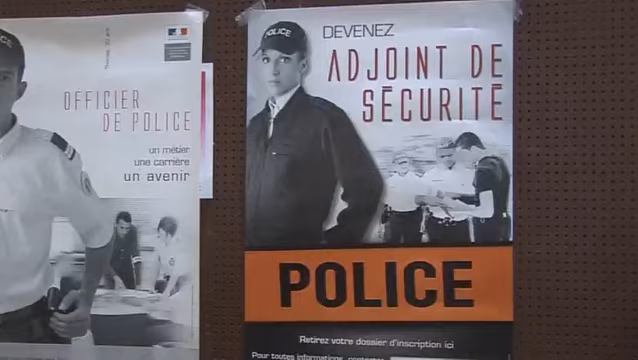 POLICE
OFFICIER
DE POLICE
un métier
une carrière
un avenir
POLICE
DEVENEZ
ADJOINT DE
SÉCURITÉ
POLICE
Retirez votre dossier d'inscription ici
Pour toutes informations, contactez